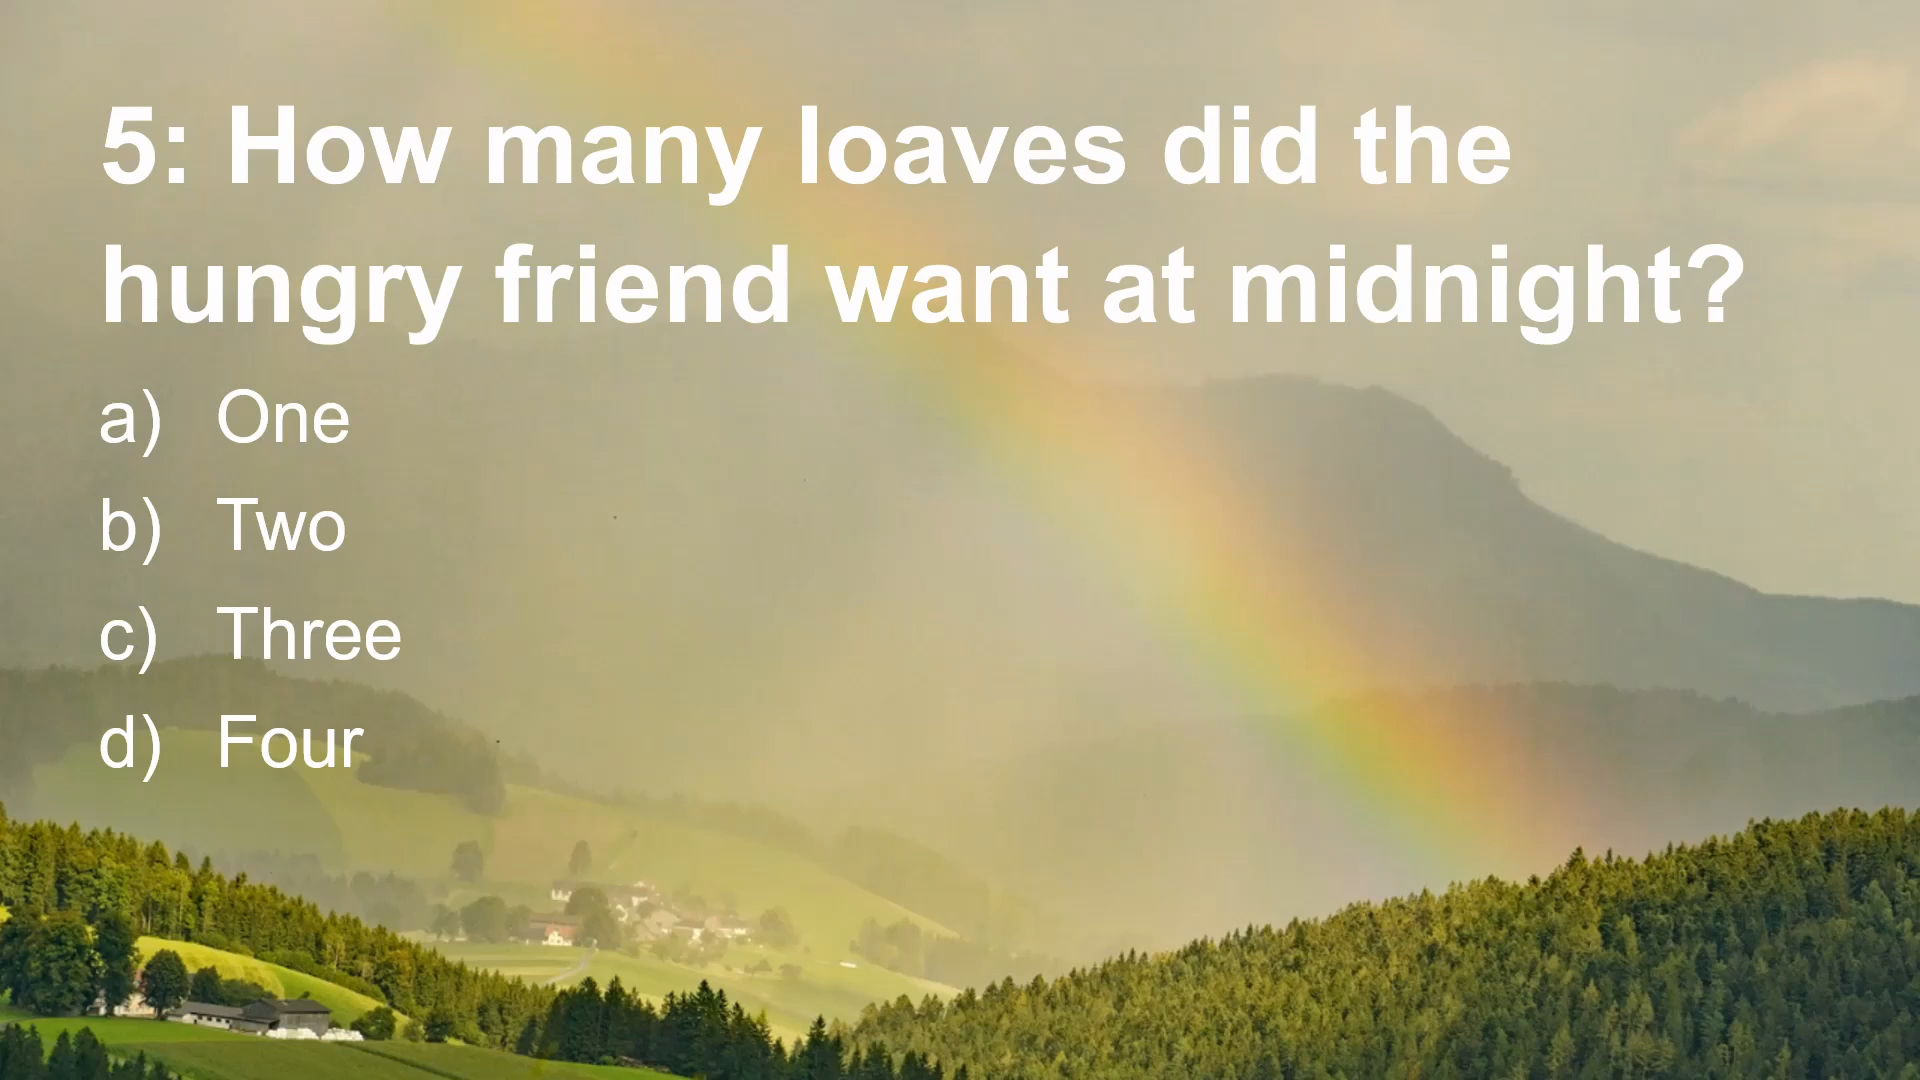 5: How many loaves did the
hungry friend want at midnight?
a) One
b) Two
c) Three
d) Four